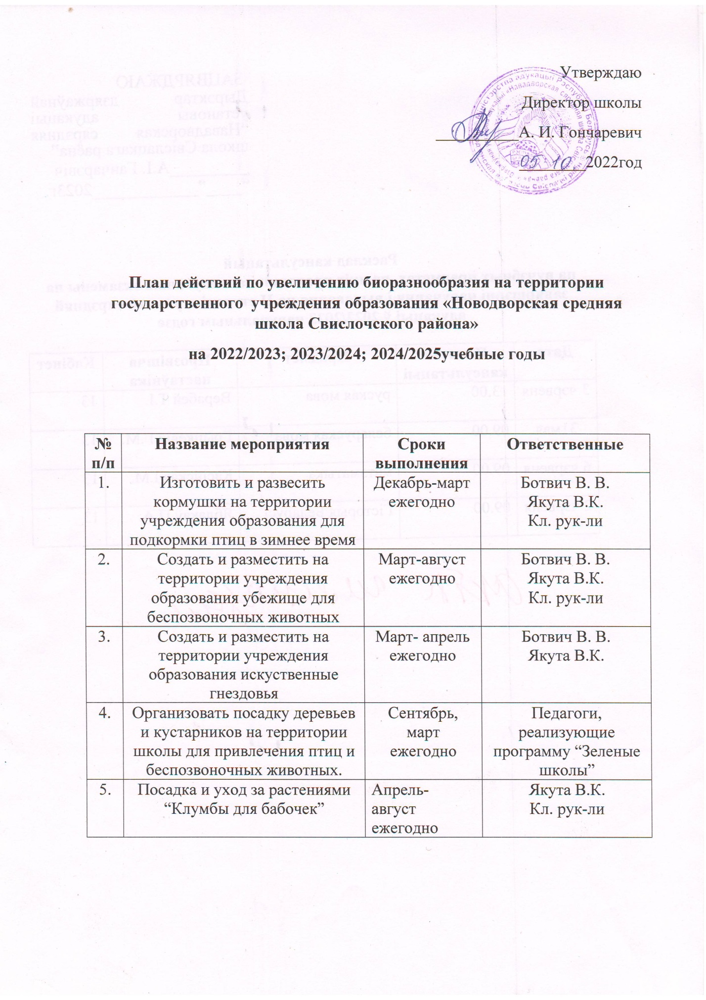 Утверждаю
Директор школы
__________А. И. Гончаревич
05 10 2022год
План действий по увеличению биоразнообразия на территории
государственного учреждения образования «Новодворская средняя
школа Свислочского района»
на 2022/2023; 2023/2024; 2024/2025учебные годы
№ п/п
Название мероприятия
Сроки
выполнения
Ответственные
1.
Изготовить и развесить
кормушки на территории
учреждения образования для
подкормки птиц в зимнее время
Декабрь-март
ежегодно
Ботвич В. В.
Якута В.К.
Кл. рук-ли
2.
Создать и разместить на
территории учреждения
образования убежище для
беспозвоночных животных
Март-август
ежегодно
Ботвич В. В.
Якута В.К.
Кл. рук-ли
3.
Создать и разместить на
территории учреждения
образования искуственные
гнездовья
Март- апрель
ежегодно
Ботвич В. В.
Якута В.К.
4.
Организовать посадку деревьев
и кустарников на территории
школы для привлечения птиц и
беспозвоночных животных.
Сентябрь,
март
ежегодно
Педагоги,
реализующие
программу “Зеленые
школы”
5.
Посадка и уход за растениями
“Клумбы для бабочек”
Апрель-
август
ежегодно
Якута В.К.
Кл. рук-ли